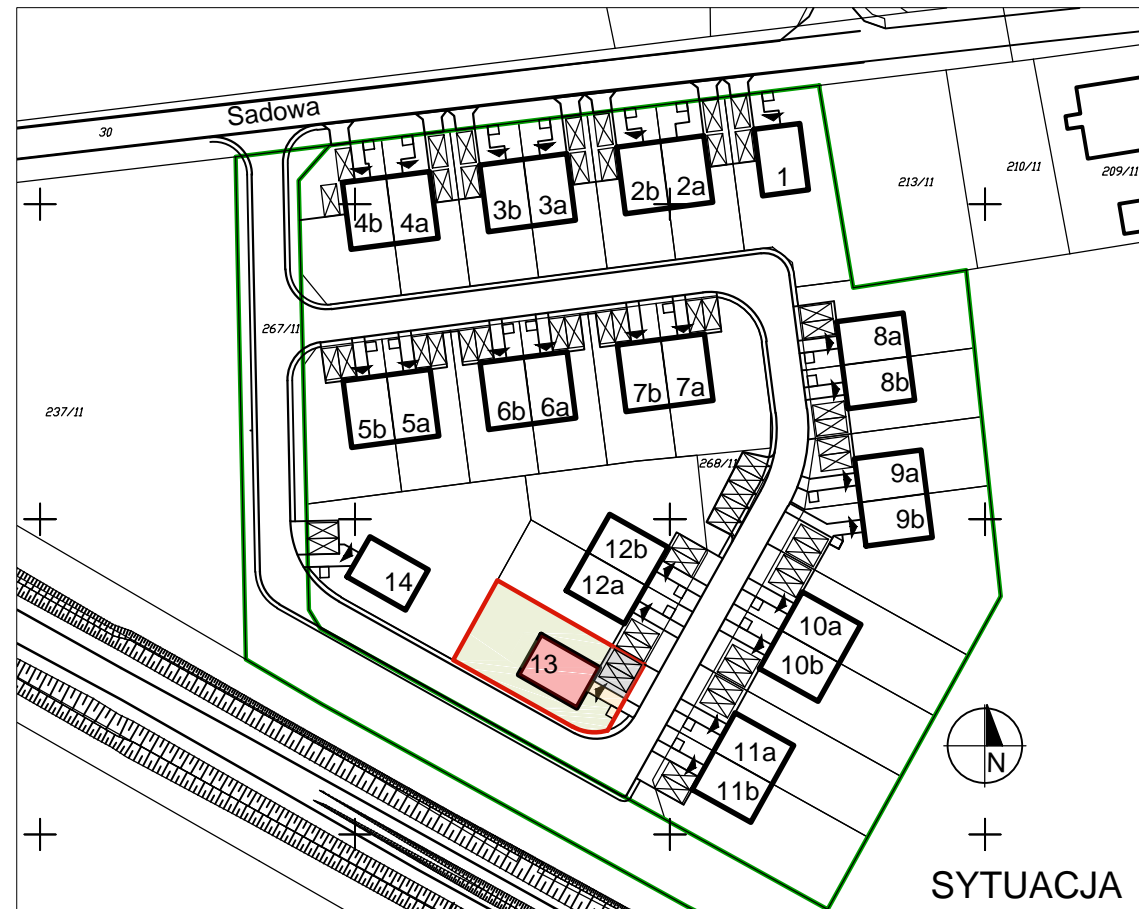 Sadowa
30
1
2b 2a
3b 3a
4b 4a
213/11
210/11
209/11
267/11
237/11
5b 5a
6b 6a
7b 7a
8a
8b
268/11
9a
9b
12b
12a
14
13
10a
10b
11a
11b
N
SYTUACJA